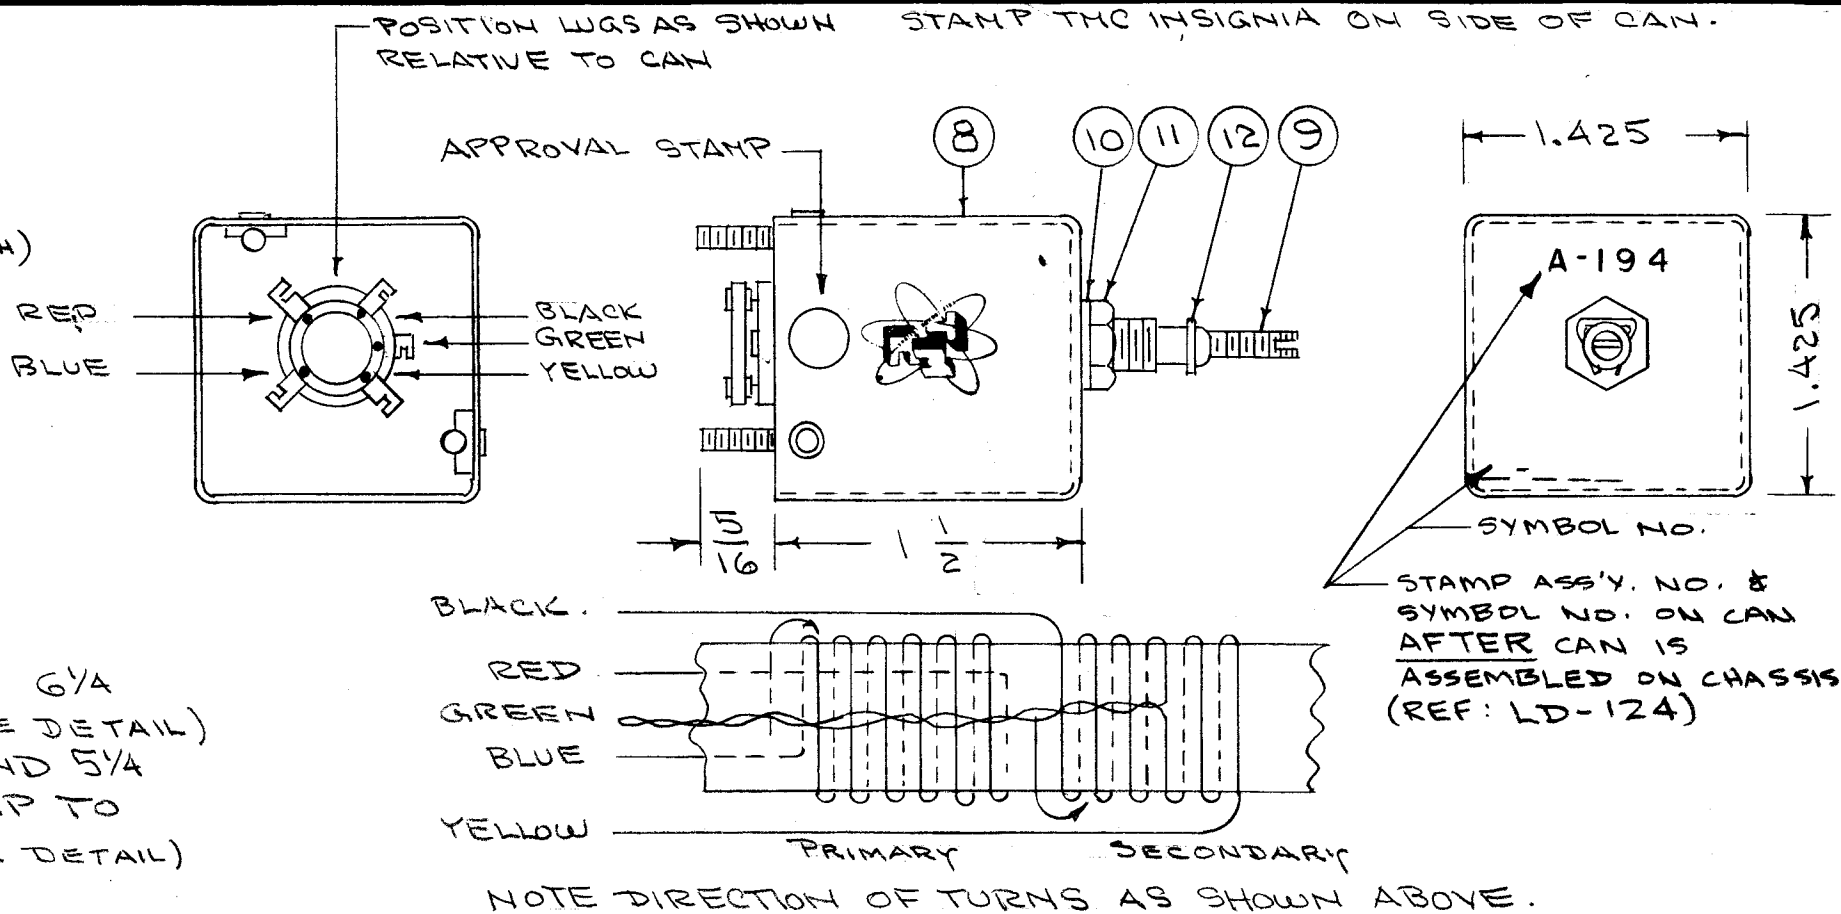 POSITION LUGS AS SHOWN
RELATIVE TO CAN
STAMP TMC INSIGNIA ON SIDE OF CAN.
APPROVAL STAMP
8
10
11
12
9
1.425
A-194
1.425
H)
RED
BLUE
BLACK
GREEN
YELLOW
5/16
1 1/2
SYMBOL NO.
STAMP ASS'Y. NO. &
SYMBOL NO. ON CAN
AFTER CAN IS
ASSEMBLED ON CHASSIS
(REF: LD-124)
6 1/4
E DETAIL)
ND 5 1/4
AP TO
DETAIL)
BLACK.
RED
GREEN
BLUE
YELLOW
PRIMARY
SECONDARY
NOTE DIRECTION OF TURNS AS SHOWN ABOVE.